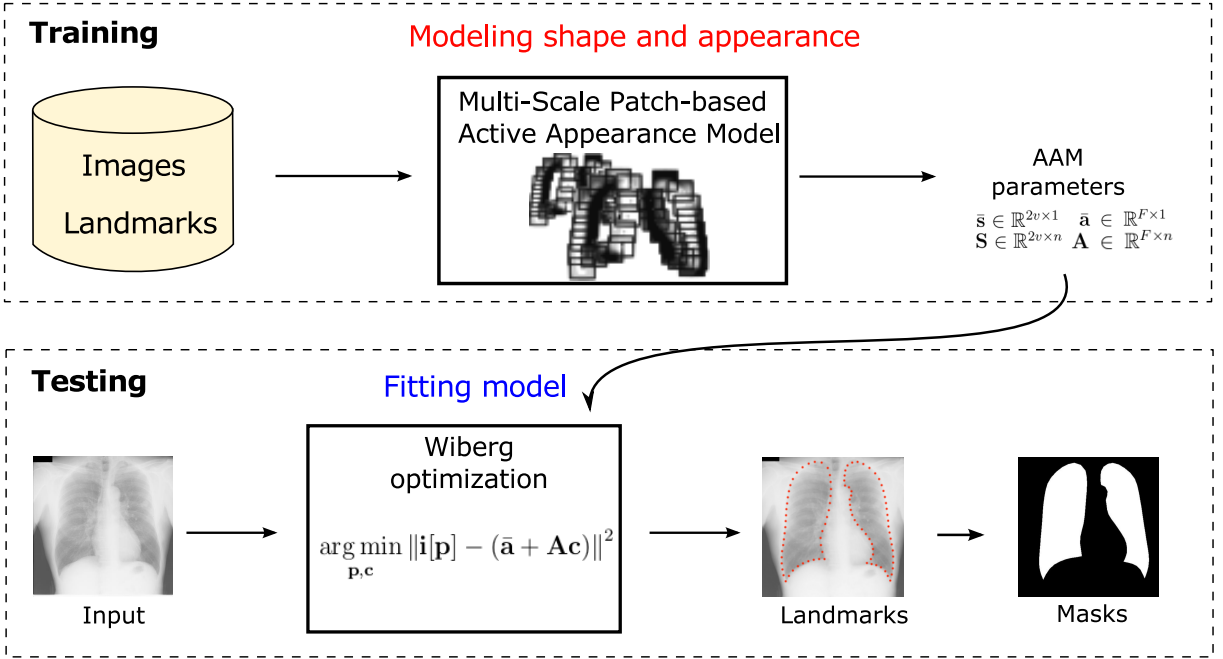 Training
Modeling shape and appearance
Images
Landmarks
Multi-Scale Patch-based
Active Appearance Model
AAM
parameters
s̄ ∈ ℝ^{2v×1} ā ∈ ℝ^{F×1}
S ∈ ℝ^{2v×n} A ∈ ℝ^{F×n}
Testing
Fitting model
Wiberg
optimization
arg min ‖i[p] − (ā + Ac)‖²
p,c
Input
Landmarks
Masks